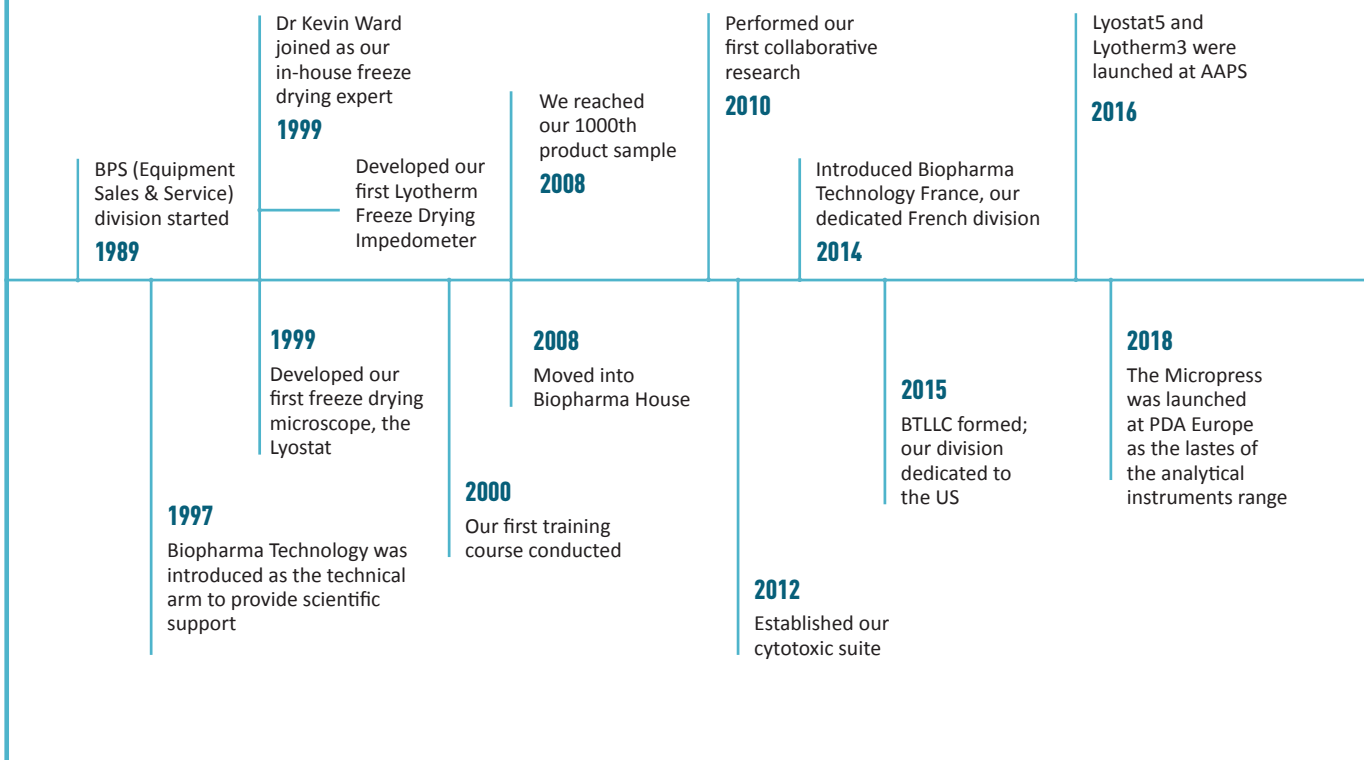 Dr Kevin Ward
joined as our
in-house freeze
drying expert
1999
Performed our
first collaborative
research
2010
Lyostat5 and
Lyotherm3 were
launched at AAPS
2016
We reached
our 1000th
product sample
2008
BPS (Equipment
Sales & Service)
division started
1989
Developed our
first Lyotherm
Freeze Drying
Impedometer
Introduced Biopharma
Technology France, our
dedicated French division
2014
1999
Developed our
first freeze drying
microscope, the
Lyostat
2008
Moved into
Biopharma House
2018
The Micropress
was launched
at PDA Europe
as the lastes of
the analytical
instruments range
2015
BTLLC formed;
our division
dedicated to
the US
2000
Our first training
course conducted
1997
Biopharma Technology was
introduced as the technical
arm to provide scientific
support
2012
Established our
cytotoxic suite